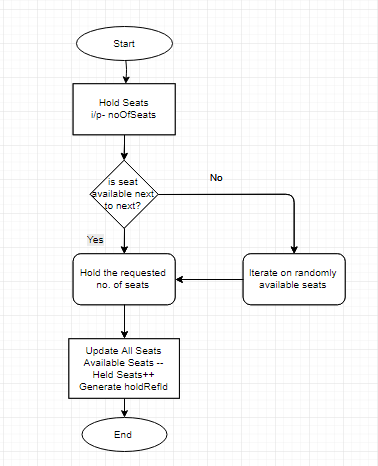 Start
Hold Seats
i/p- noOfSeats
is seat
available next
to next?
No
Yes
Hold the requested
no. of seats
Iterate on randomly
available seats
Update All Seats
Available Seats --
Held Seats++
Generate holdRefId
End